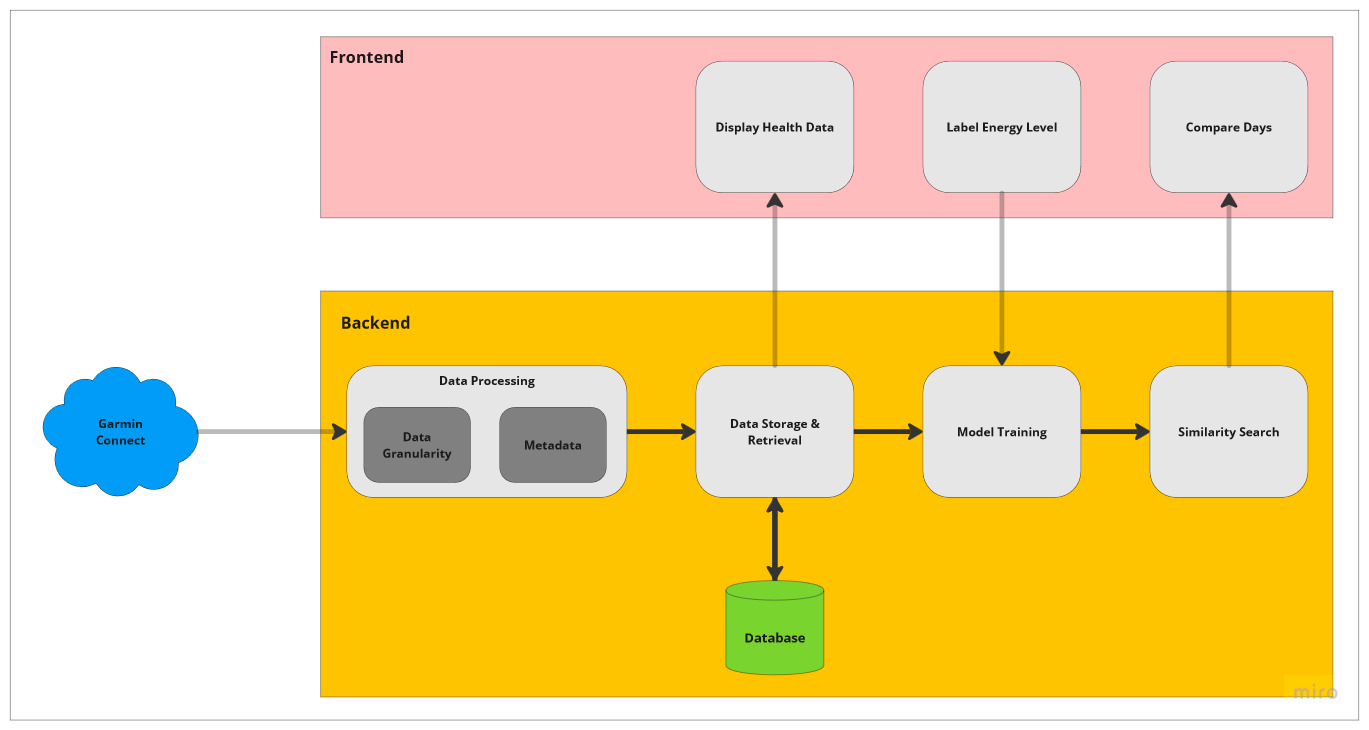 Frontend
Display Health Data
Label Energy Level
Compare Days
Backend
Garmin
Connect
Data Processing
Data
Granularity
Metadata
Data Storage &
Retrieval
Model Training
Similarity Search
Database
miro